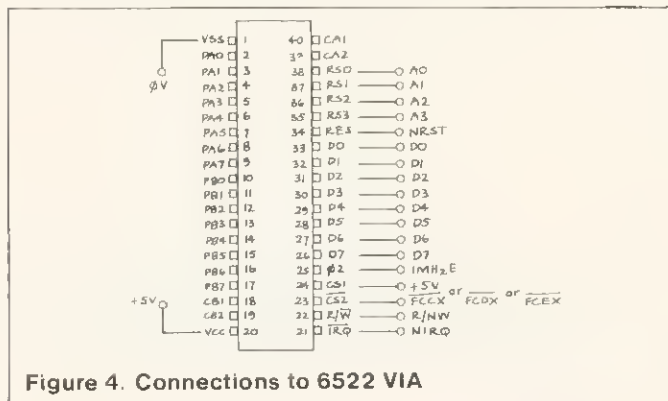 VSS 1 40 CA1
PA0 2 39 CA2
PA1 3 38 RS0 A0
ØV
PA2 4 37 RS1 A1
PA3 5 36 RS2 A2
PA4 6 35 RS3 A3
PA5 7 34 RES NRST
PA6 8 33 D0 D0
PA7 9 32 D1 D1
PB0 10 31 D2 D2
PB1 11 30 D3 D3
PB2 12 29 D4 D4
PB3 13 28 D5 D5
PB4 14 27 D6 D6
PB5 15 26 D7 D7
PB6 16 25 φ2 1MHzE
PB7 17 24 CS1 +5V
+5V CB1 18 23 CS2 FCCX or FCDX or FCEX
CB2 19 22 R/W R/NW
VCC 20 21 IRQ NIRQ
Figure 4. Connections to 6522 VIA